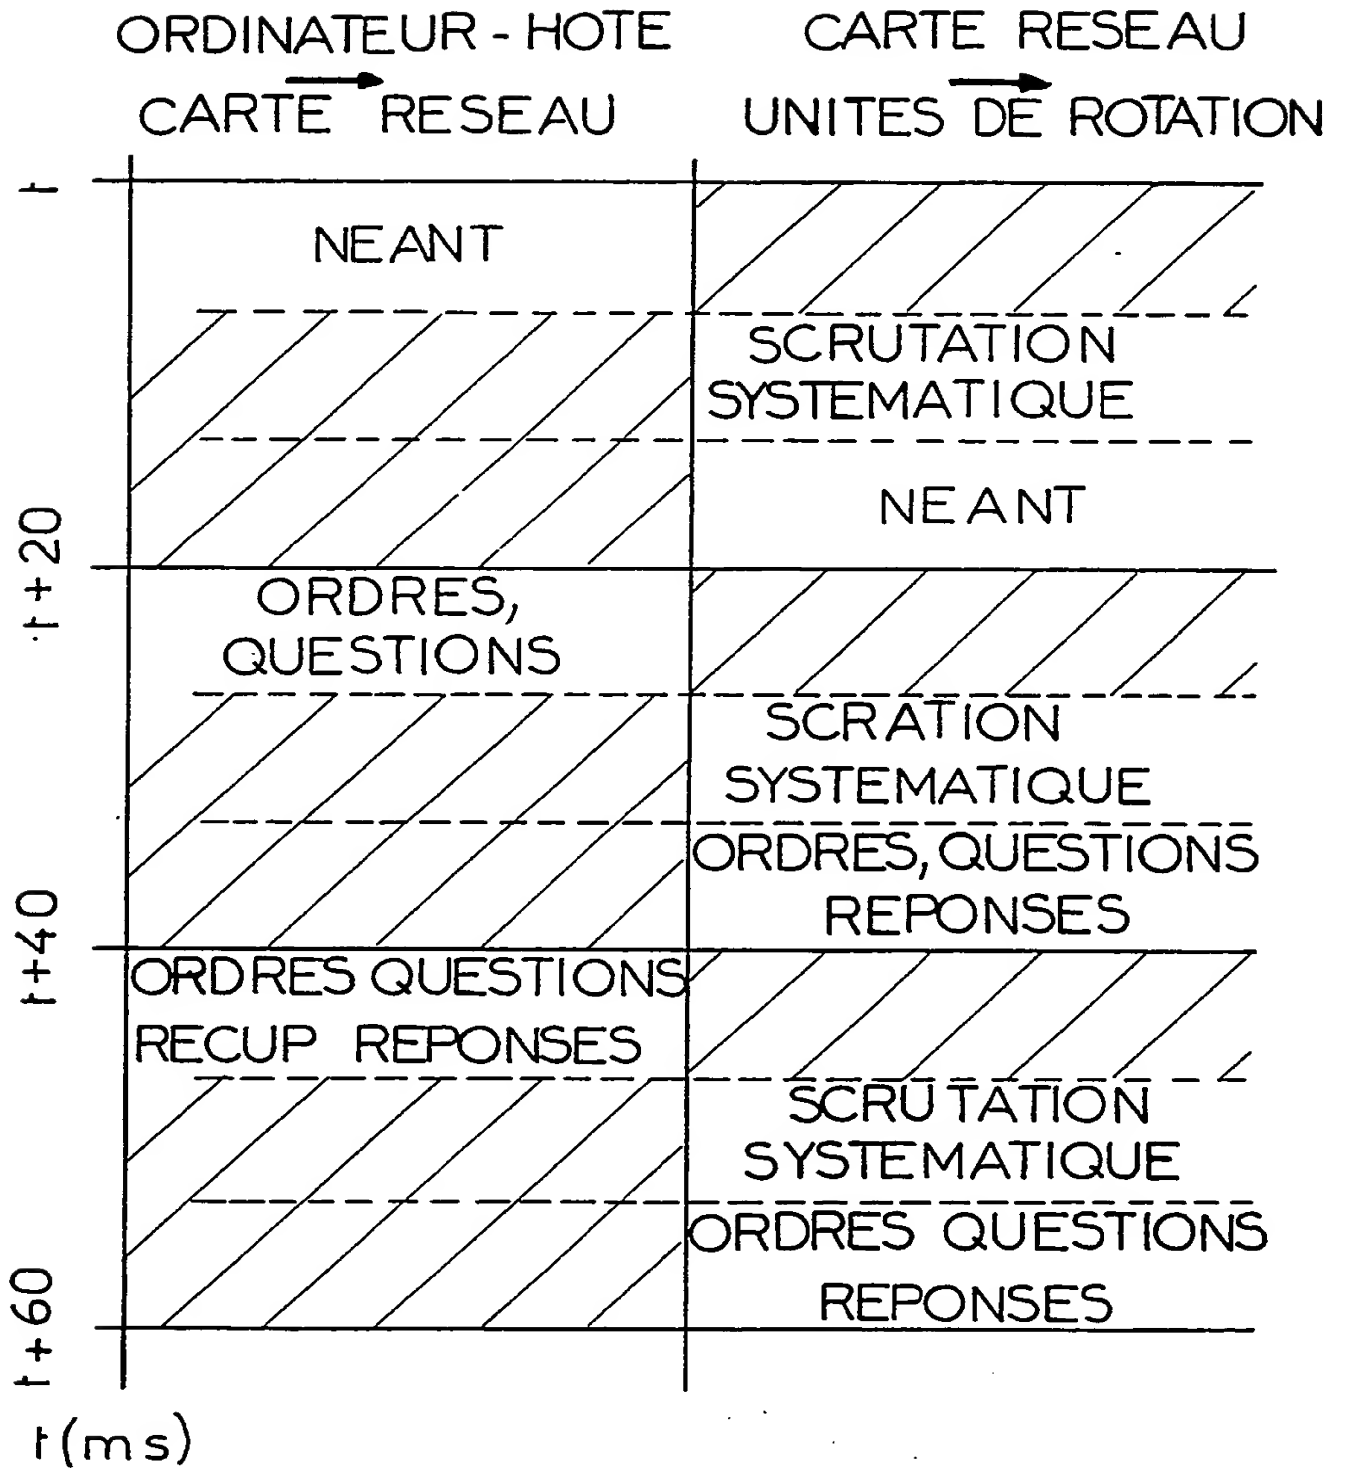 ORDINATEUR - HOTE
CARTE RESEAU
CARTE RESEAU
UNITES DE ROTATION
t
NEANT
SCRUTATION
SYSTEMATIQUE
NEANT
t + 20
ORDRES,
QUESTIONS
SCRATION
SYSTEMATIQUE
ORDRES, QUESTIONS
REPONSES
t + 40
ORDRES QUESTIONS
RECUP REPONSES
SCRUTATION
SYSTEMATIQUE
ORDRES QUESTIONS
REPONSES
t + 60
t (ms)